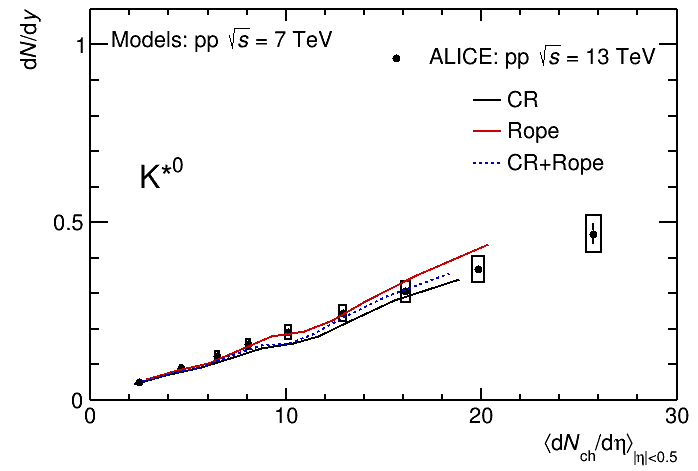 dN/dy
1
Models: pp √s = 7 TeV
ALICE: pp √s = 13 TeV
CR
Rope
CR+Rope
K*⁰
0.5
0
0 10 20 30
⟨dN_ch/dη⟩_|η|<0.5